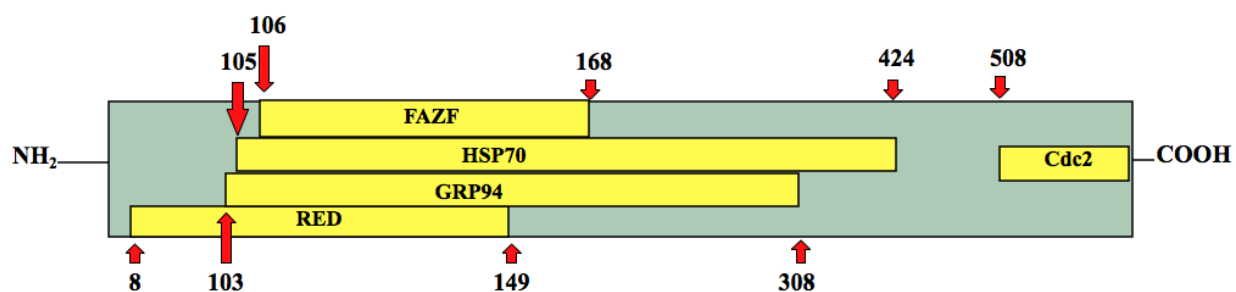 106
105 168 424 508
FAZF
NH₂ HSP70 Cdc2 COOH
GRP94
RED
8 103 149 308